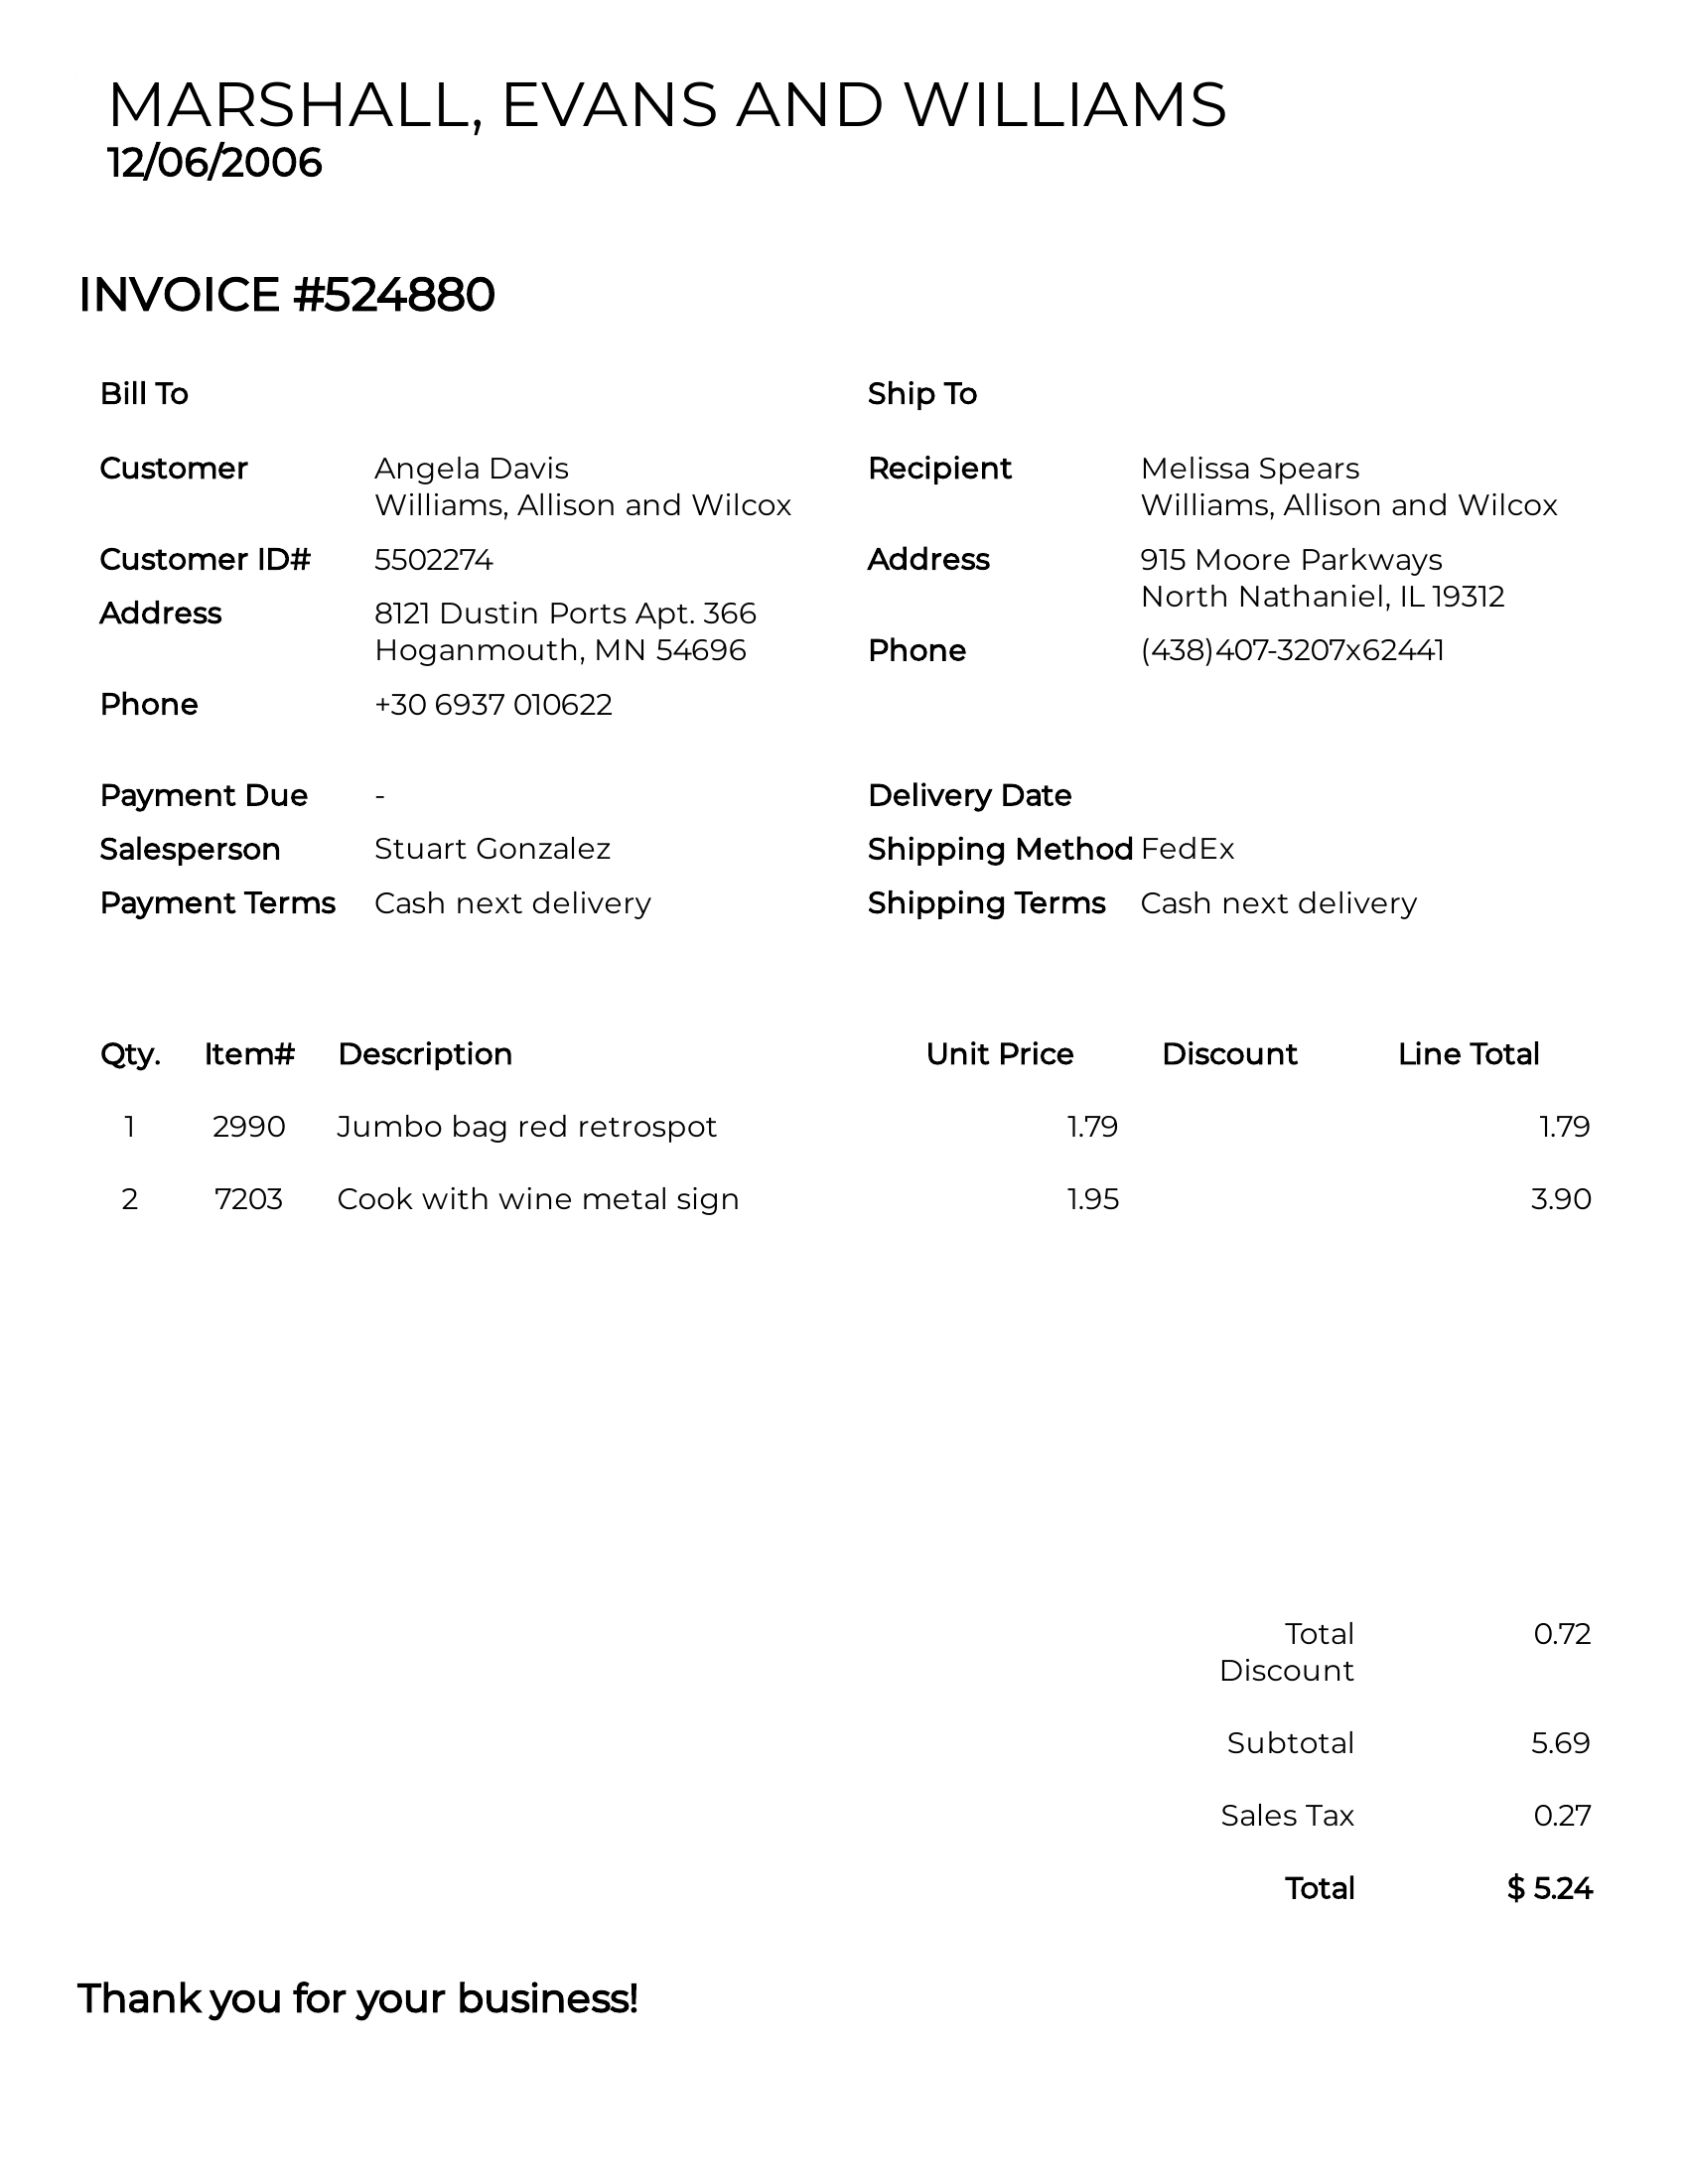 MARSHALL, EVANS AND WILLIAMS
12/06/2006
INVOICE #524880
Bill To
Customer Angela Davis
Williams, Allison and Wilcox
Customer ID# 5502274
Address 8121 Dustin Ports Apt. 366
Hoganmouth, MN 54696
Phone +30 6937 010622
Ship To
Recipient Melissa Spears
Williams, Allison and Wilcox
Address 915 Moore Parkways
North Nathaniel, IL 19312
Phone (438)407-3207x62441
Payment Due -
Salesperson Stuart Gonzalez
Payment Terms Cash next delivery
Delivery Date
Shipping Method FedEx
Shipping Terms Cash next delivery
Qty. Item# Description Unit Price Discount Line Total
1 2990 Jumbo bag red retrospot 1.79 1.79
2 7203 Cook with wine metal sign 1.95 3.90
Total 0.72
Discount
Subtotal 5.69
Sales Tax 0.27
Total $ 5.24
Thank you for your business!